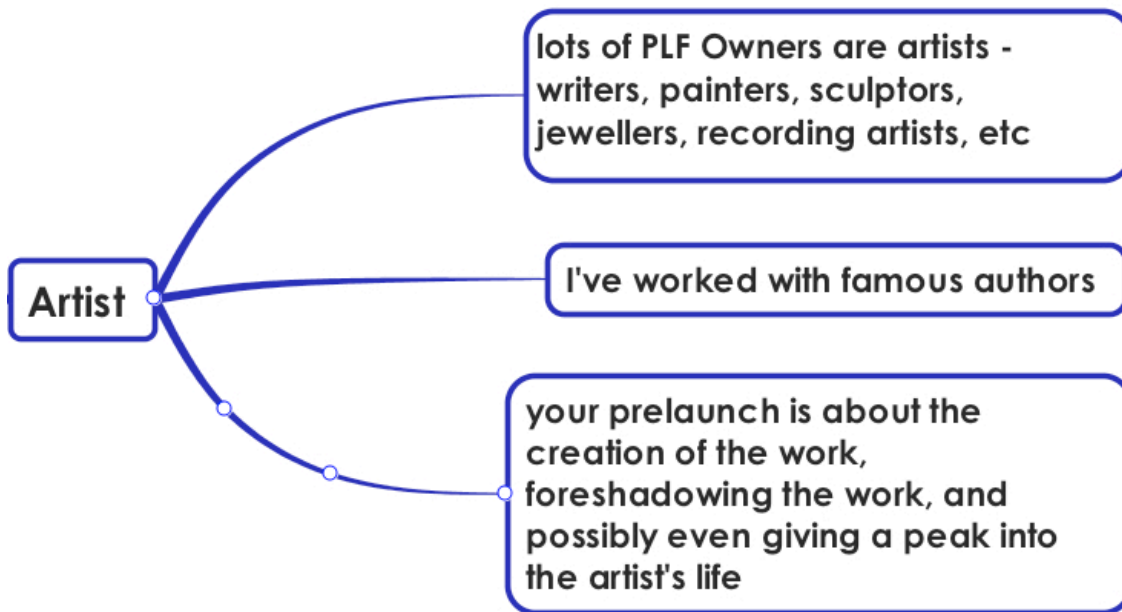 Artist
lots of PLF Owners are artists -
writers, painters, sculptors,
jewellers, recording artists, etc
I've worked with famous authors
your prelaunch is about the
creation of the work,
foreshadowing the work, and
possibly even giving a peak into
the artist's life